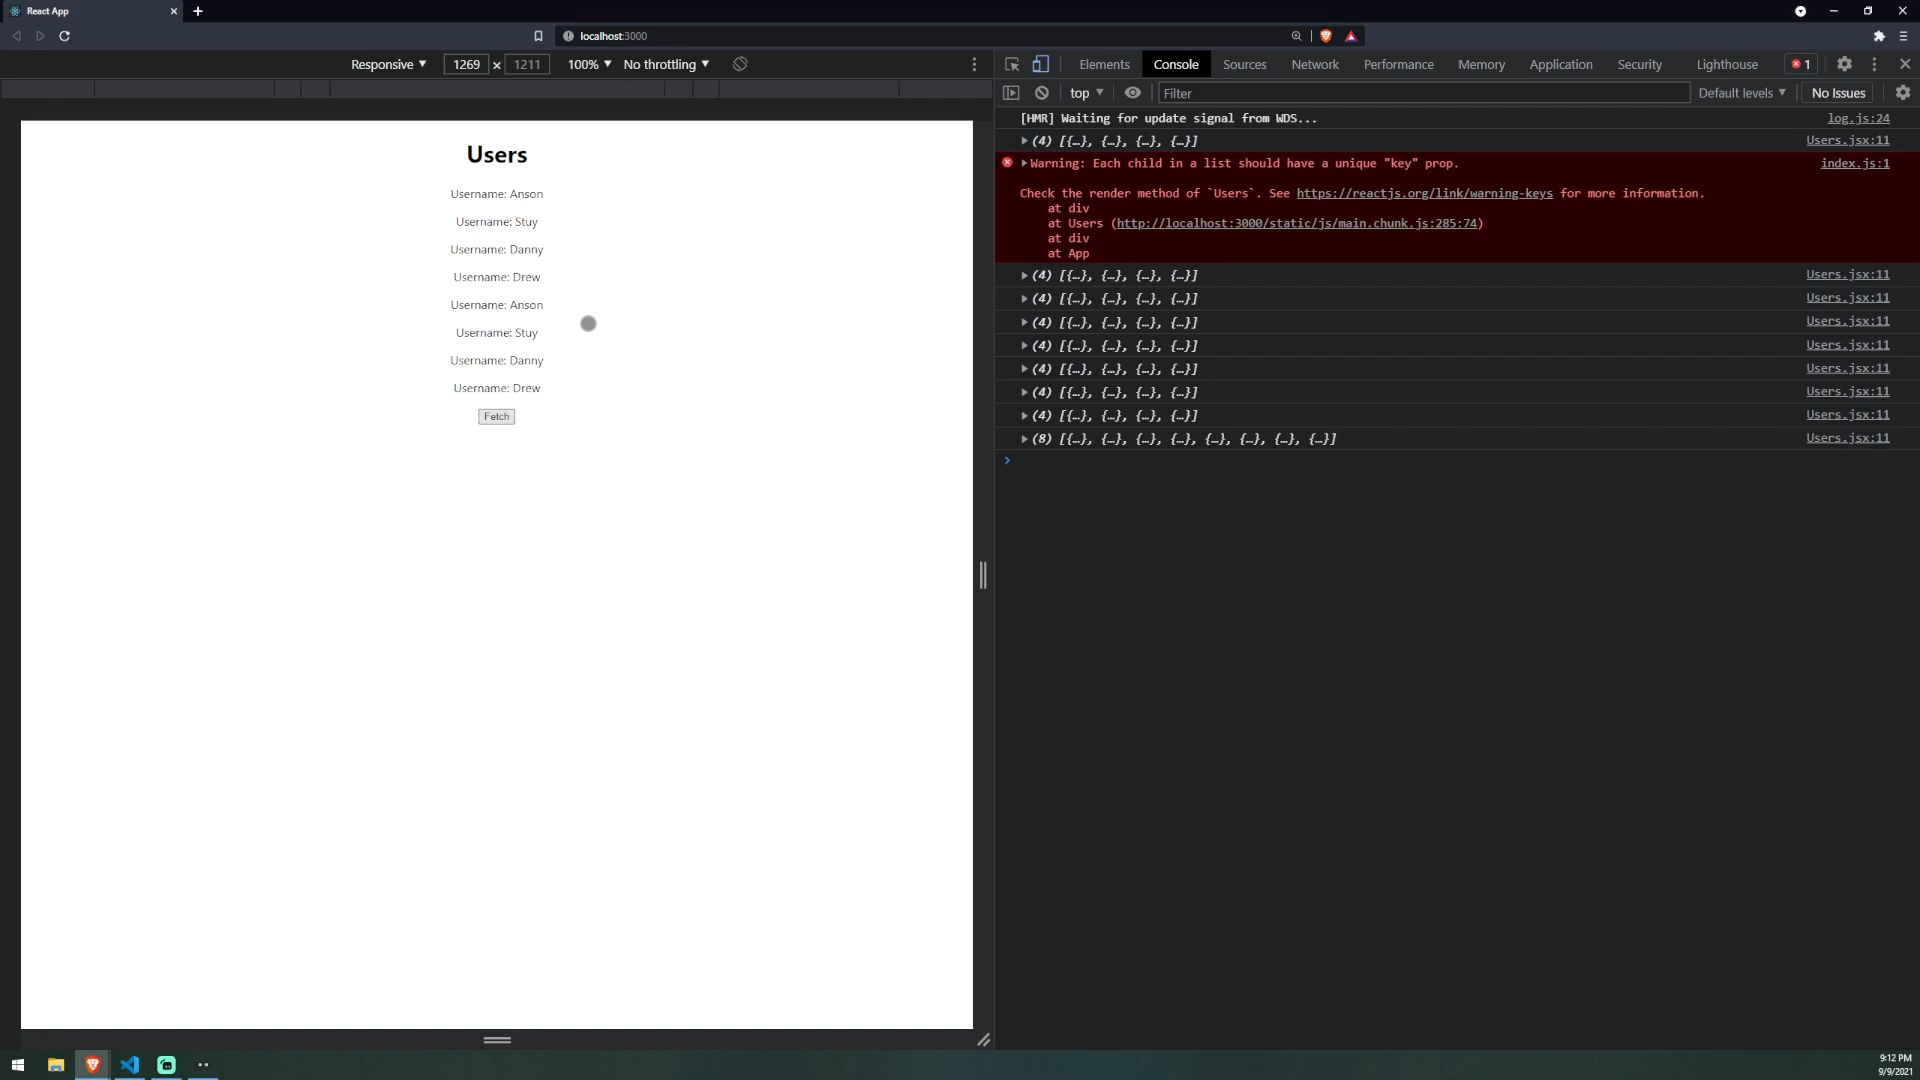 React App
localhost:3000
Responsive 1269 × 1211 100% No throttling
Elements Console Sources Network Performance Memory Application Security Lighthouse 1
top Filter Default levels No Issues
Users
Username: Anson
Username: Stuy
Username: Danny
Username: Drew
Username: Anson
Username: Stuy
Username: Danny
Username: Drew
Fetch
[HMR] Waiting for update signal from WDS... log.js:24
(4) [{…}, {…}, {…}, {…}] Users.jsx:11
Warning: Each child in a list should have a unique "key" prop. index.js:1
Check the render method of `Users`. See https://reactjs.org/link/warning-keys for more information.
at div
at Users (http://localhost:3000/static/js/main.chunk.js:285:74)
at div
at App
(4) [{…}, {…}, {…}, {…}] Users.jsx:11
(4) [{…}, {…}, {…}, {…}] Users.jsx:11
(4) [{…}, {…}, {…}, {…}] Users.jsx:11
(4) [{…}, {…}, {…}, {…}] Users.jsx:11
(4) [{…}, {…}, {…}, {…}] Users.jsx:11
(4) [{…}, {…}, {…}, {…}] Users.jsx:11
(4) [{…}, {…}, {…}, {…}] Users.jsx:11
(8) [{…}, {…}, {…}, {…}, {…}, {…}, {…}, {…}] Users.jsx:11
9:12 PM
9/9/2021